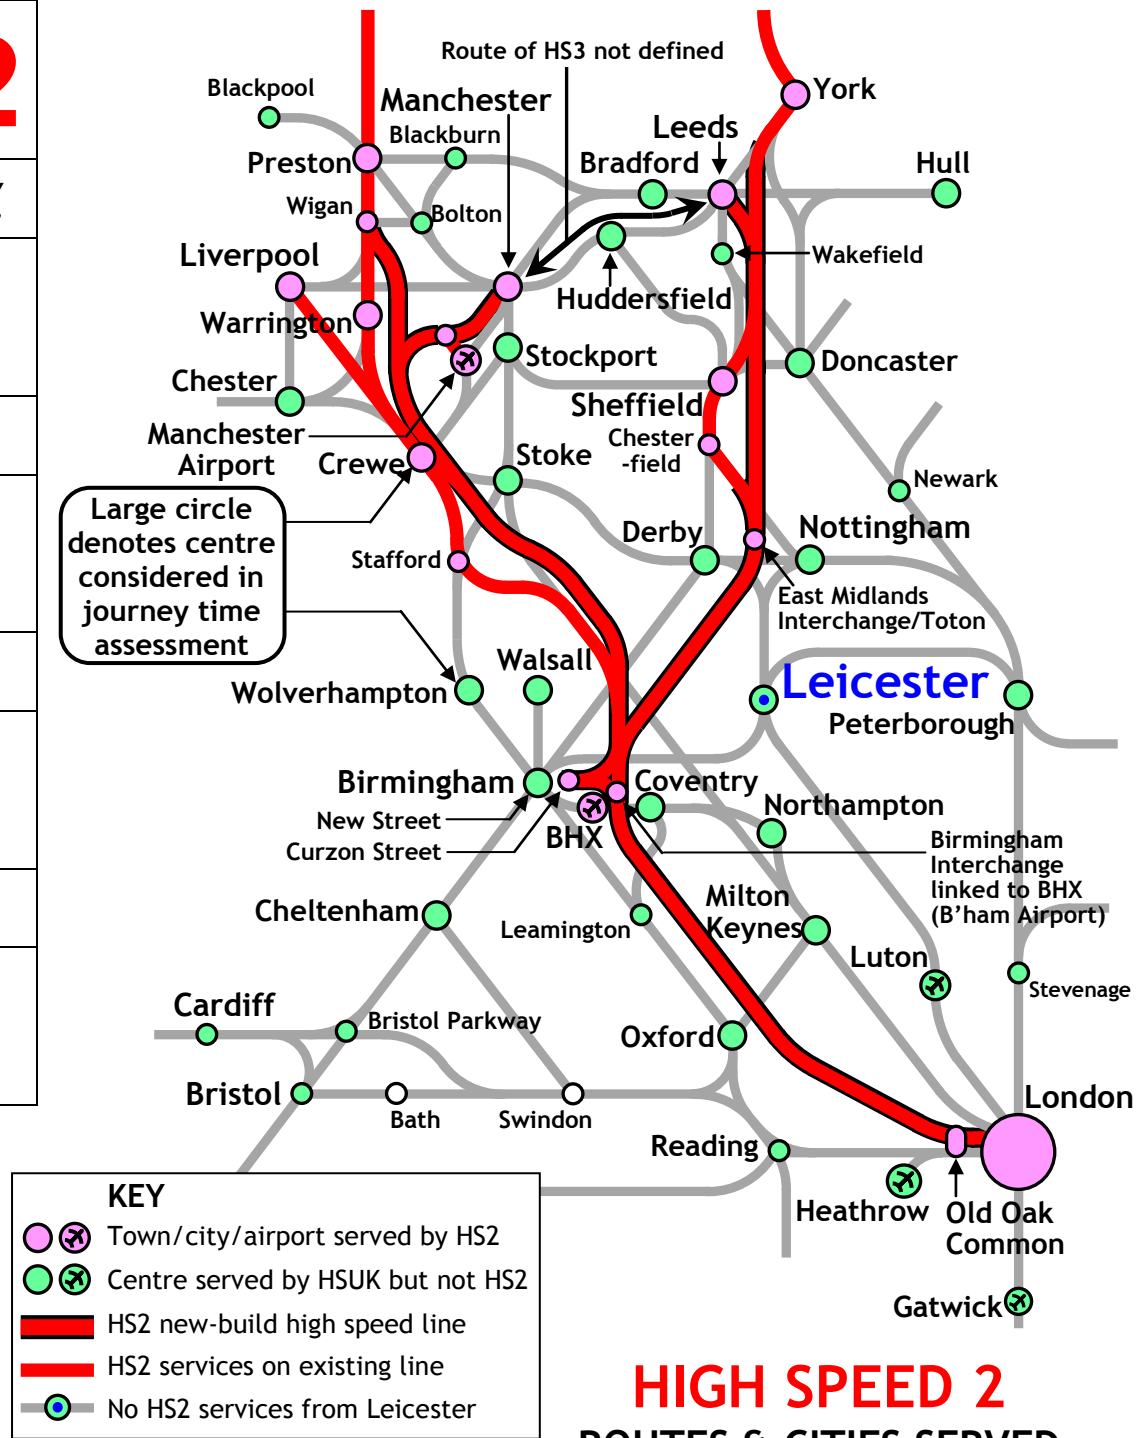 2
Route of HS3 not defined
York
Blackpool
Manchester
Leeds
Blackburn
Preston
Bradford
Hull
Wigan
Bolton
Liverpool
Wakefield
Huddersfield
Warrington
Stockport
Doncaster
Chester
Sheffield
Manchester
Airport
Chester
-field
Crewe
Stoke
Newark
Large circle
denotes centre
considered in
journey time
assessment
Derby
Nottingham
Stafford
East Midlands
Interchange/Toton
Walsall
Leicester
Wolverhampton
Peterborough
Birmingham
Coventry
Northampton
New Street
BHX
Curzon Street
Birmingham
Interchange
linked to BHX
(B'ham Airport)
Milton
Keynes
Cheltenham
Leamington
Luton
Stevenage
Cardiff
Bristol Parkway
Oxford
Bristol
Bath
Swindon
London
Reading
Heathrow
Old Oak
Common
Gatwick
KEY
Town/city/airport served by HS2
Centre served by HSUK but not HS2
HS2 new-build high speed line
HS2 services on existing line
No HS2 services from Leicester
HIGH SPEED 2
ROUTES & CITIES SERVED